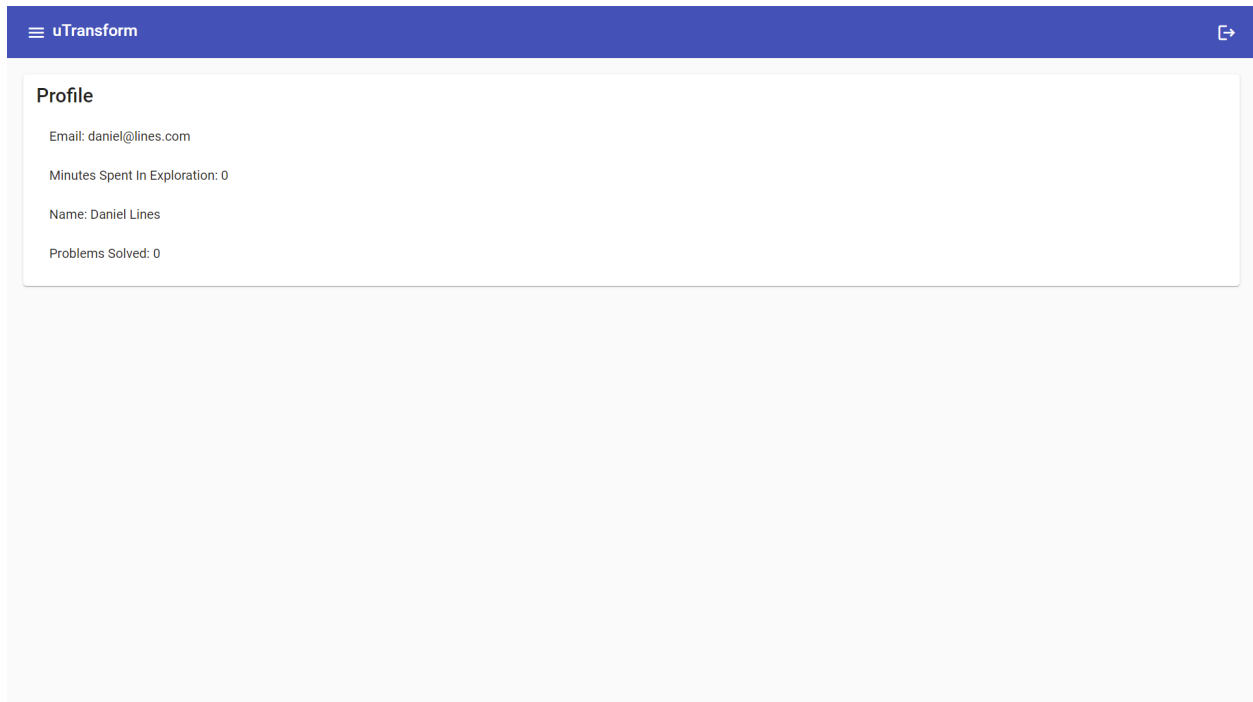 uTransform
Profile
Email: daniel@lines.com
Minutes Spent In Exploration: 0
Name: Daniel Lines
Problems Solved: 0